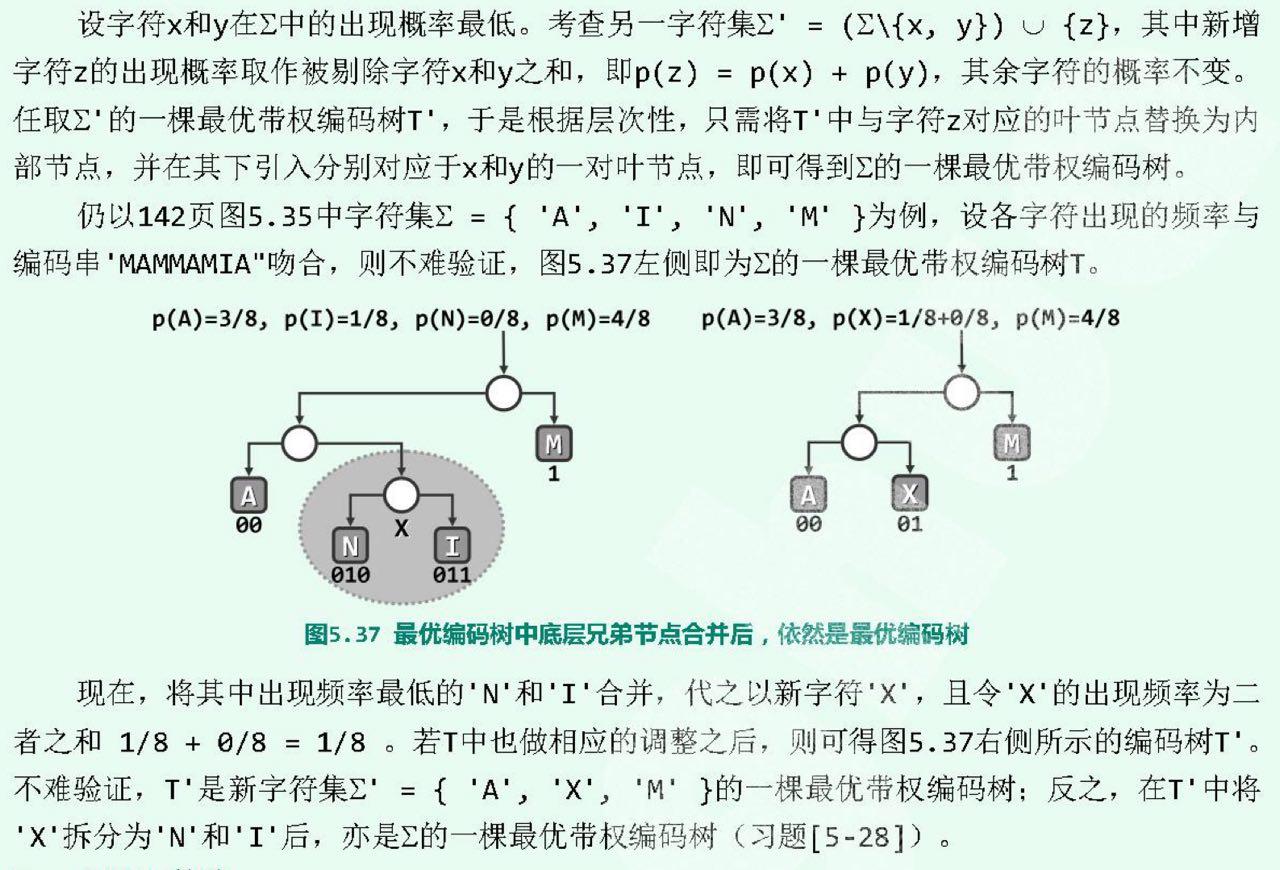 设字符x和y在Σ中的出现概率最低。考查另一字符集Σ' = (Σ\{x, y}) ∪ {z}，其中新增
字符z的出现概率取作被剔除字符x和y之和，即p(z) = p(x) + p(y)，其余字符的概率不变。
任取Σ'的一棵最优带权编码树T'，于是根据层次性，只需将T'中与字符z对应的叶节点替换为内
部节点，并在其下引入分别对应于x和y的一对叶节点，即可得到Σ的一棵最优带权编码树。
仍以142页图5.35中字符集Σ = { 'A', 'I', 'N', 'M' }为例，设各字符出现的频率与
编码串'MAMMAMIA"吻合，则不难验证，图5.37左侧即为Σ的一棵最优带权编码树T。
p(A)=3/8, p(I)=1/8, p(N)=0/8, p(M)=4/8
M
1
A
00
X
N
010
I
011
p(A)=3/8, p(X)=1/8+0/8, p(M)=4/8
M
1
A
00
X
01
图5.37 最优编码树中底层兄弟节点合并后，依然是最优编码树
现在，将其中出现频率最低的'N'和'I'合并，代之以新字符'X'，且令'X'的出现频率为二
者之和 1/8 + 0/8 = 1/8 。若T中也做相应的调整之后，则可得图5.37右侧所示的编码树T'。
不难验证，T'是新字符集Σ' = { 'A', 'X', 'M' }的一棵最优带权编码树；反之，在T'中将
'X'拆分为'N'和'I'后，亦是Σ的一棵最优带权编码树（习题[5-28]）。